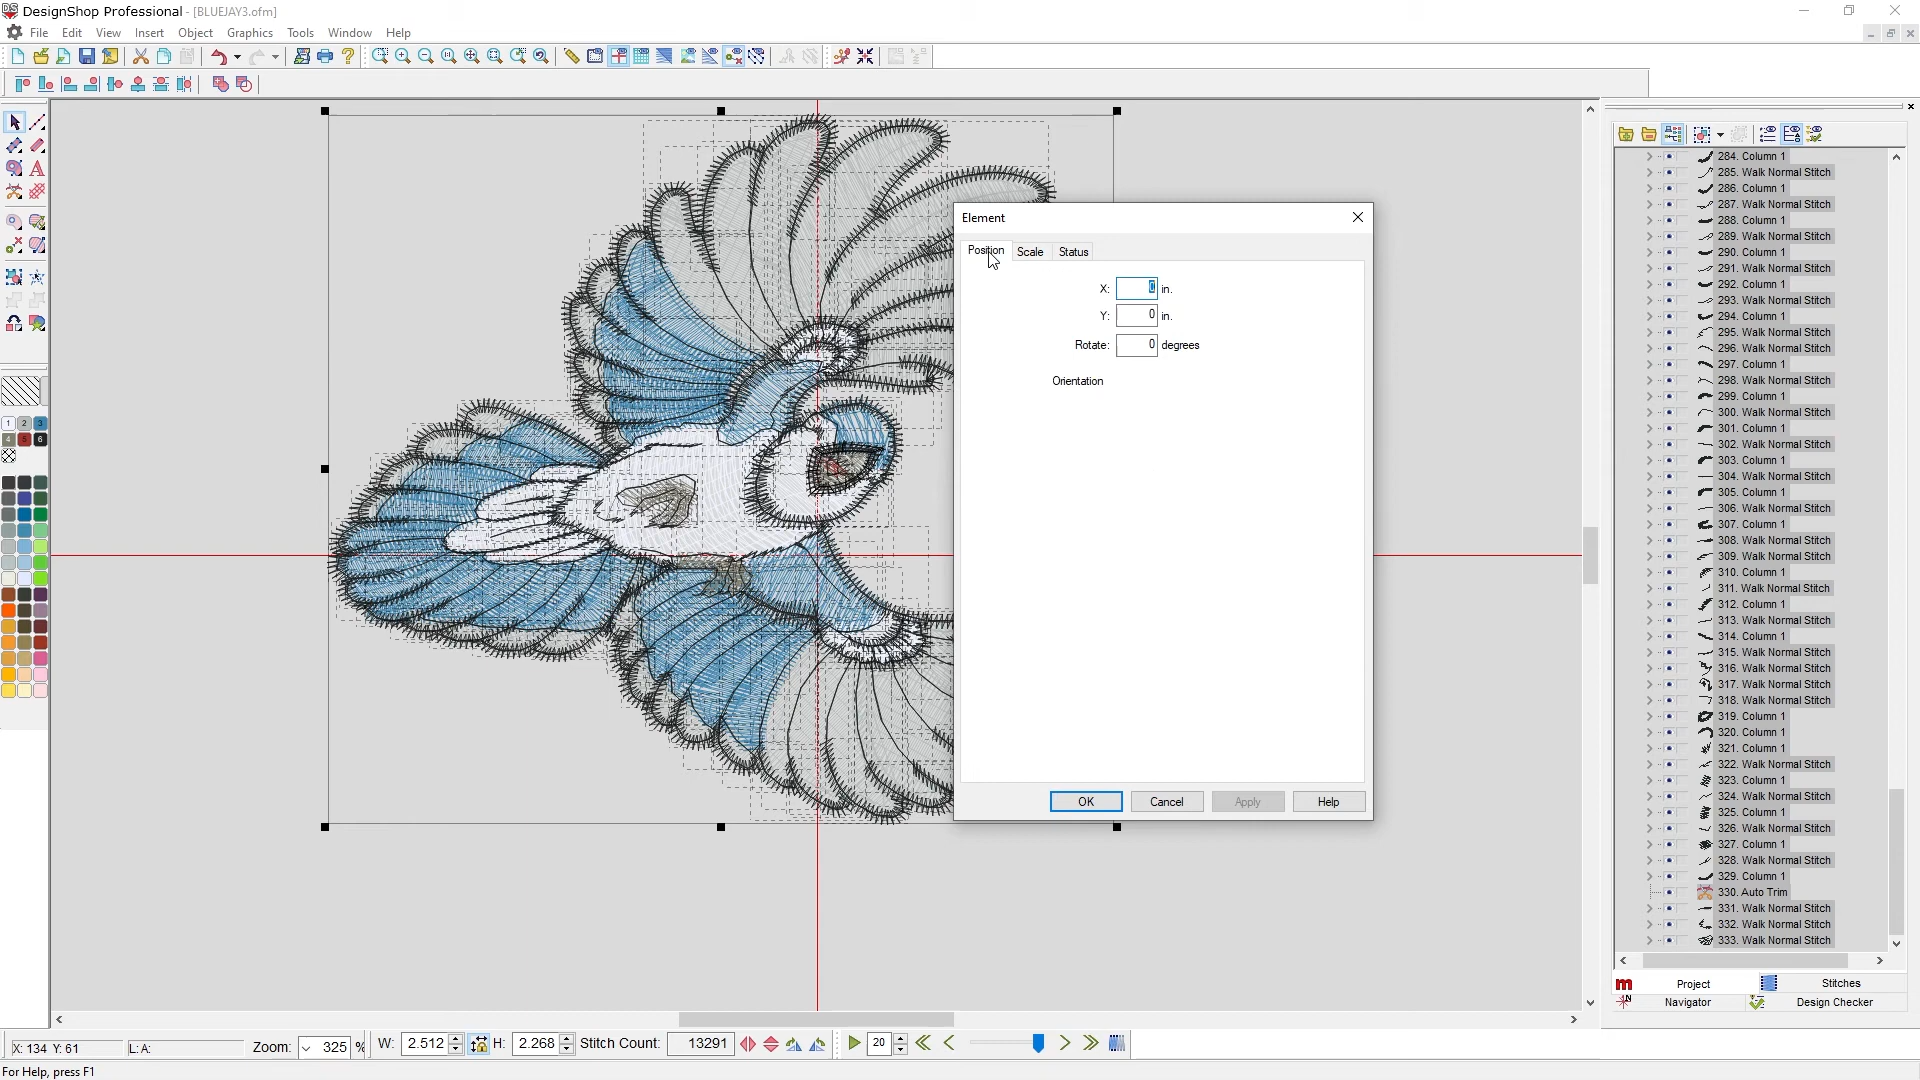 DesignShop Professional - [BLUEJAY3.ofm]
File Edit View Insert Object Graphics Tools Window Help
Element
Position Scale Status
X: 0 in.
Y: 0 in.
Rotate: 0 degrees
Orientation
OK Cancel Apply Help
1 2 3
4 5 6
284. Column 1
285. Walk Normal Stitch
286. Column 1
287. Walk Normal Stitch
288. Column 1
289. Walk Normal Stitch
290. Column 1
291. Walk Normal Stitch
292. Column 1
293. Walk Normal Stitch
294. Column 1
295. Walk Normal Stitch
296. Walk Normal Stitch
297. Column 1
298. Walk Normal Stitch
299. Column 1
300. Walk Normal Stitch
301. Column 1
302. Walk Normal Stitch
303. Column 1
304. Walk Normal Stitch
305. Column 1
306. Walk Normal Stitch
307. Column 1
308. Walk Normal Stitch
309. Walk Normal Stitch
310. Column 1
311. Walk Normal Stitch
312. Column 1
313. Walk Normal Stitch
314. Column 1
315. Walk Normal Stitch
316. Walk Normal Stitch
317. Walk Normal Stitch
318. Walk Normal Stitch
319. Column 1
320. Column 1
321. Column 1
322. Walk Normal Stitch
323. Column 1
324. Walk Normal Stitch
325. Column 1
326. Walk Normal Stitch
327. Column 1
328. Walk Normal Stitch
329. Column 1
330. Auto Trim
331. Walk Normal Stitch
332. Walk Normal Stitch
333. Walk Normal Stitch
Project Stitches
Navigator Design Checker
X: 134 Y: 61 L: A: Zoom: 325 % W: 2.512 H: 2.268 Stitch Count: 13291 20
For Help, press F1